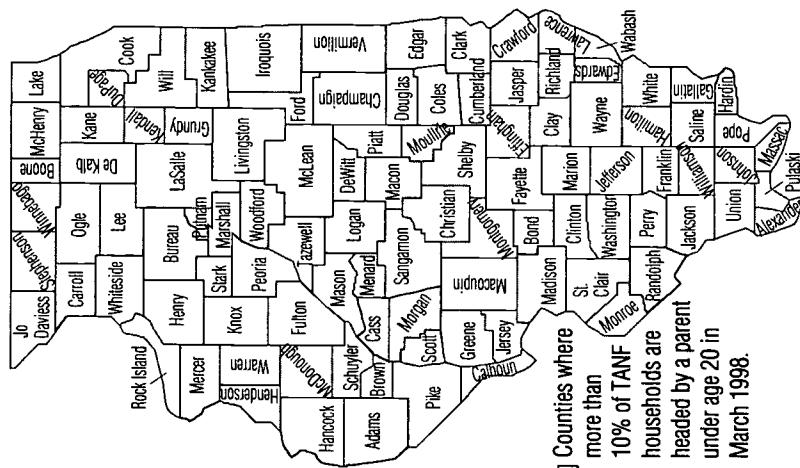 Jo
Daviess
Stephenson
Winnebago
Boone
McHenry
Lake
Carroll
Ogle
De Kalb
Kane
DuPage
Cook
Whiteside
Lee
Kendall
Will
Rock Island
Henry
Bureau
Putnam
LaSalle
Grundy
Kankakee
Mercer
Stark
Marshall
Livingston
Iroquois
Henderson
Warren
Knox
Peoria
Woodford
Hancock
McDonough
Fulton
Tazewell
McLean
Ford
Vermilion
Schuyler
Mason
Logan
DeWitt
Piatt
Champaign
Adams
Brown
Cass
Menard
Macon
Moultrie
Douglas
Edgar
Pike
Scott
Morgan
Sangamon
Christian
Shelby
Coles
Clark
Calhoun
Greene
Jersey
Macoupin
Montgomery
Fayette
Effingham
Cumberland
Jasper
Crawford
Madison
Bond
Clay
Richland
Lawrence
Wabash
Edwards
St.
Clair
Clinton
Marion
Wayne
Monroe
Washington
Jefferson
Hamilton
White
Randolph
Perry
Franklin
Saline
Gallatin
Jackson
Williamson
Hardin
Union
Johnson
Pope
Alexander
Pulaski
Massac
Counties where
more than
10% of TANF
households are
headed by a parent
under age 20 in
March 1998.